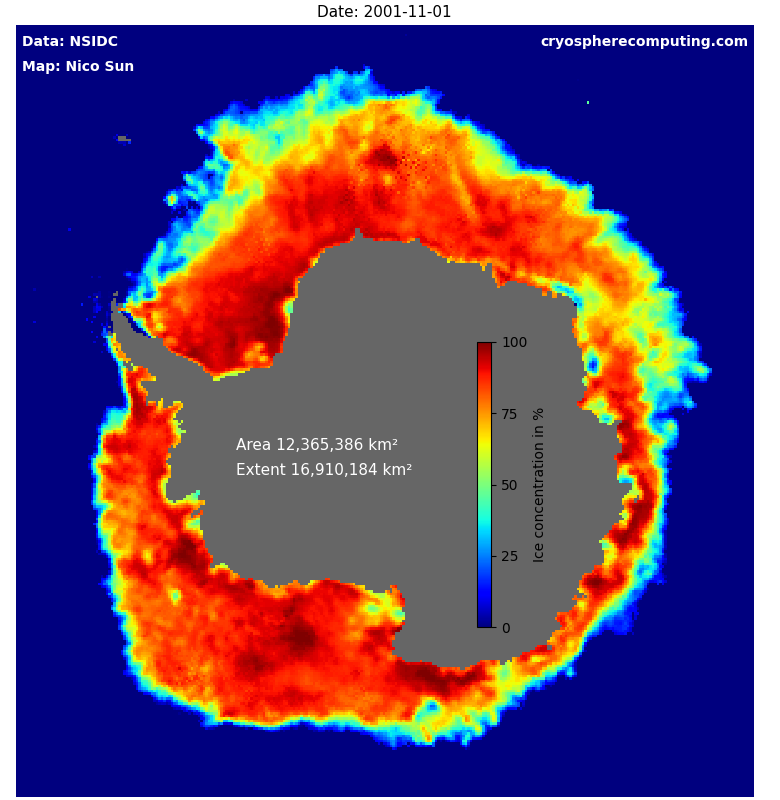 Date: 2001-11-01
Data: NSIDC
cryospherecomputing.com
Map: Nico Sun
100
75
50
25
0
Ice concentration in %
Area 12,365,386 km²
Extent 16,910,184 km²